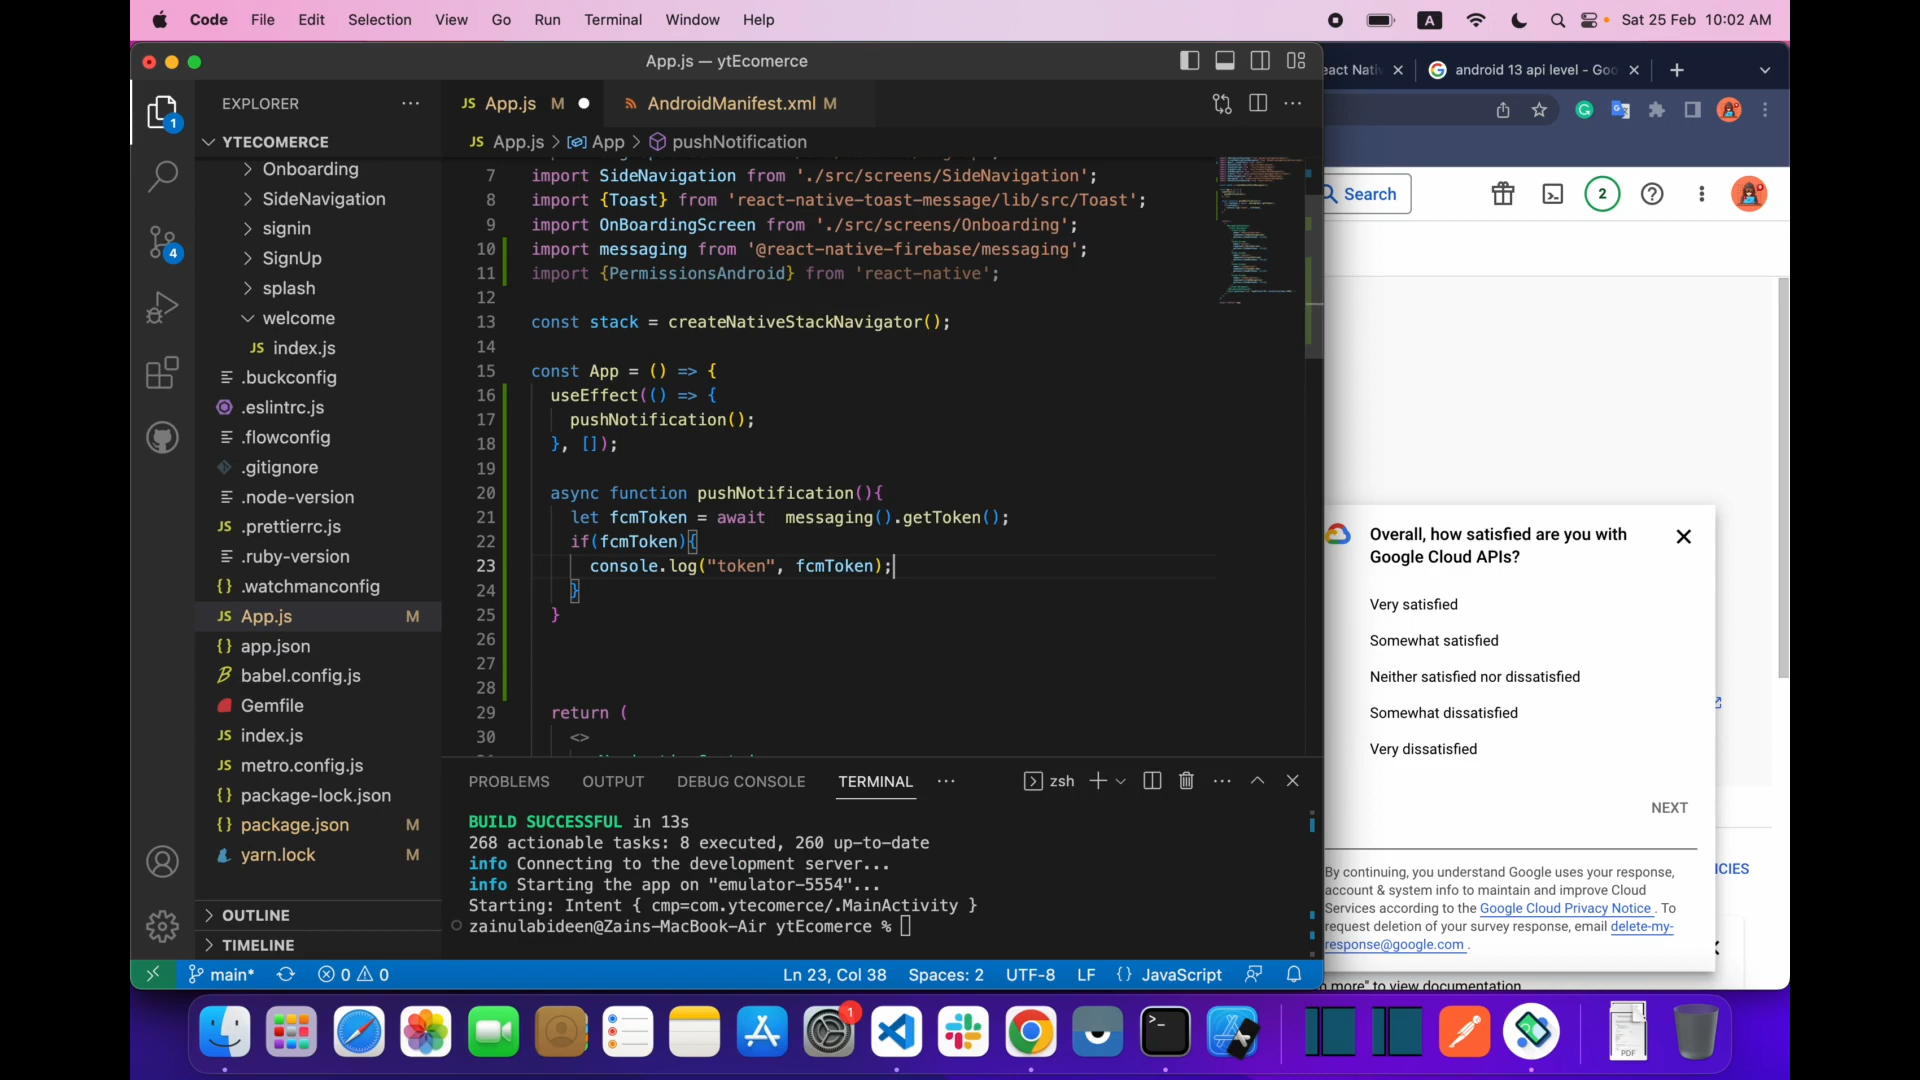 Code File Edit Selection View Go Run Terminal Window Help
A
Sat 25 Feb 10:02 AM
App.js — ytEcomerce
EXPLORER
YTECOMERCE
Onboarding
SideNavigation
signin
SignUp
splash
welcome
JS index.js
.buckconfig
.eslintrc.js
.flowconfig
.gitignore
.node-version
JS .prettierrc.js
.ruby-version
{} .watchmanconfig
JS App.js M
{} app.json
babel.config.js
Gemfile
JS index.js
JS metro.config.js
{} package-lock.json
{} package.json M
yarn.lock M
OUTLINE
TIMELINE
1
4
JS App.js M
AndroidManifest.xml M
JS App.js > App > pushNotification
7 import SideNavigation from './src/screens/SideNavigation';
8 import {Toast} from 'react-native-toast-message/lib/src/Toast';
9 import OnBoardingScreen from './src/screens/Onboarding';
10 import messaging from '@react-native-firebase/messaging';
11 import {PermissionsAndroid} from 'react-native';
12
13 const stack = createNativeStackNavigator();
14
15 const App = () => {
16 useEffect(() => {
17 pushNotification();
18 }, []);
19
20 async function pushNotification(){
21 let fcmToken = await  messaging().getToken();
22 if(fcmToken){
23 console.log("token", fcmToken);
24 }
25 }
26
27
28
29 return (
30 <>
PROBLEMS OUTPUT DEBUG CONSOLE TERMINAL
zsh
BUILD SUCCESSFUL in 13s
268 actionable tasks: 8 executed, 260 up-to-date
info Connecting to the development server...
info Starting the app on "emulator-5554"...
Starting: Intent { cmp=com.ytecomerce/.MainActivity }
zainulabideen@Zains-MacBook-Air ytEcomerce %
main* 0 0
Ln 23, Col 38 Spaces: 2 UTF-8 LF {} JavaScript
android 13 api level - Goo
Search
2
Overall, how satisfied are you with
Google Cloud APIs?
Very satisfied
Somewhat satisfied
Neither satisfied nor dissatisfied
Somewhat dissatisfied
Very dissatisfied
NEXT
By continuing, you understand Google uses your response,
account & system info to maintain and improve Cloud
Services according to the Google Cloud Privacy Notice . To
request deletion of your survey response, email delete-my-
response@google.com .
more" to view documentation
1
PDF